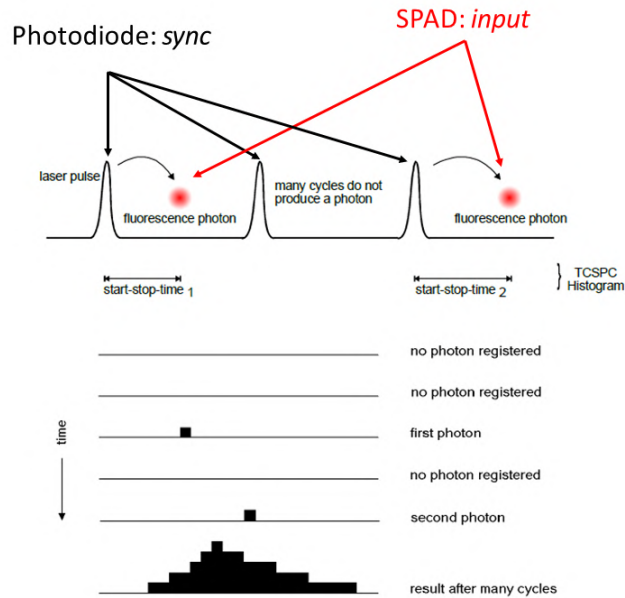 Photodiode: sync
SPAD: input
laser pulse
fluorescence photon
many cycles do not
produce a photon
fluorescence photon
start-stop-time 1
start-stop-time 2
TCSPC
Histogram
no photon registered
no photon registered
time
first photon
no photon registered
second photon
result after many cycles